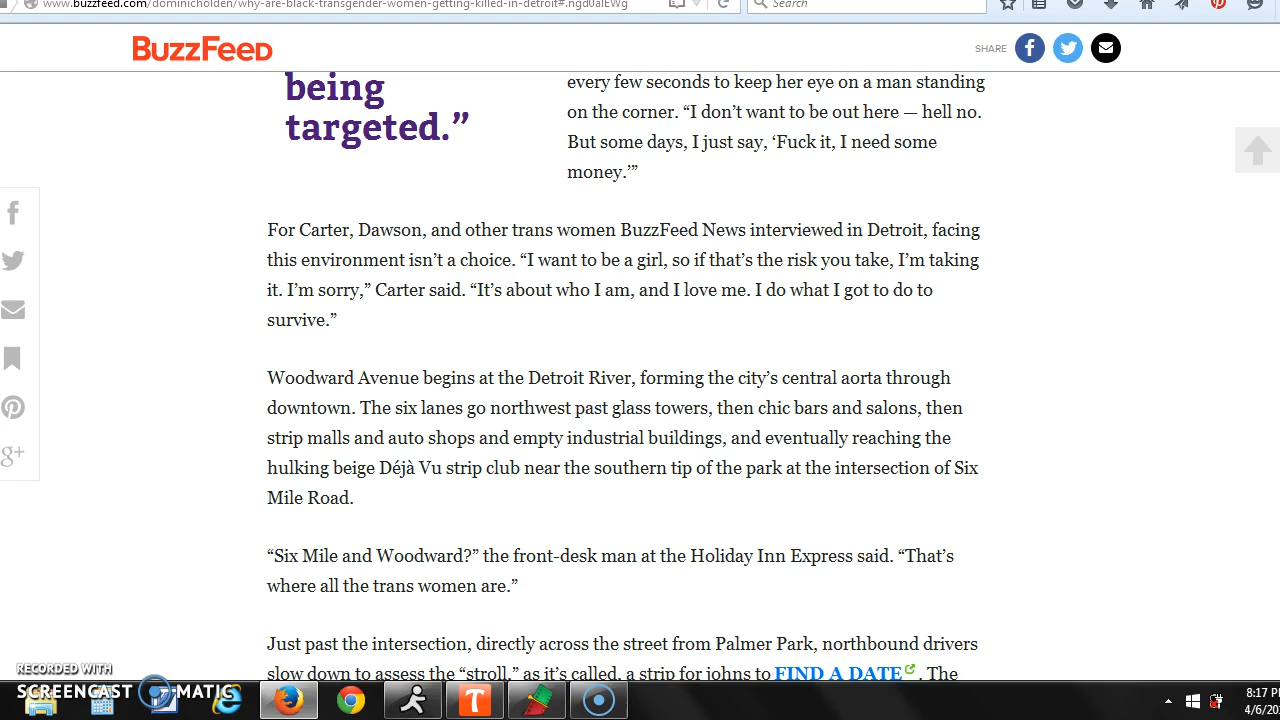 www.buzzfeed.com/dominicholden/why-are-black-transgender-women-getting-killed-in-detroit#.ngd0alEWg
Search
BuzzFeed
SHARE
being
targeted.”
every few seconds to keep her eye on a man standing
on the corner. “I don’t want to be out here — hell no.
But some days, I just say, ‘Fuck it, I need some
money.’”
For Carter, Dawson, and other trans women BuzzFeed News interviewed in Detroit, facing
this environment isn’t a choice. “I want to be a girl, so if that’s the risk you take, I’m taking
it. I’m sorry,” Carter said. “It’s about who I am, and I love me. I do what I got to do to
survive.”
Woodward Avenue begins at the Detroit River, forming the city’s central aorta through
downtown. The six lanes go northwest past glass towers, then chic bars and salons, then
strip malls and auto shops and empty industrial buildings, and eventually reaching the
hulking beige Déjà Vu strip club near the southern tip of the park at the intersection of Six
Mile Road.
“Six Mile and Woodward?” the front-desk man at the Holiday Inn Express said. “That’s
where all the trans women are.”
Just past the intersection, directly across the street from Palmer Park, northbound drivers
slow down to assess the “stroll,” as it’s called, a strip for johns to FIND A DATE . The
RECORDED WITH
SCREENCAST MATIC
8:17 P
4/6/20